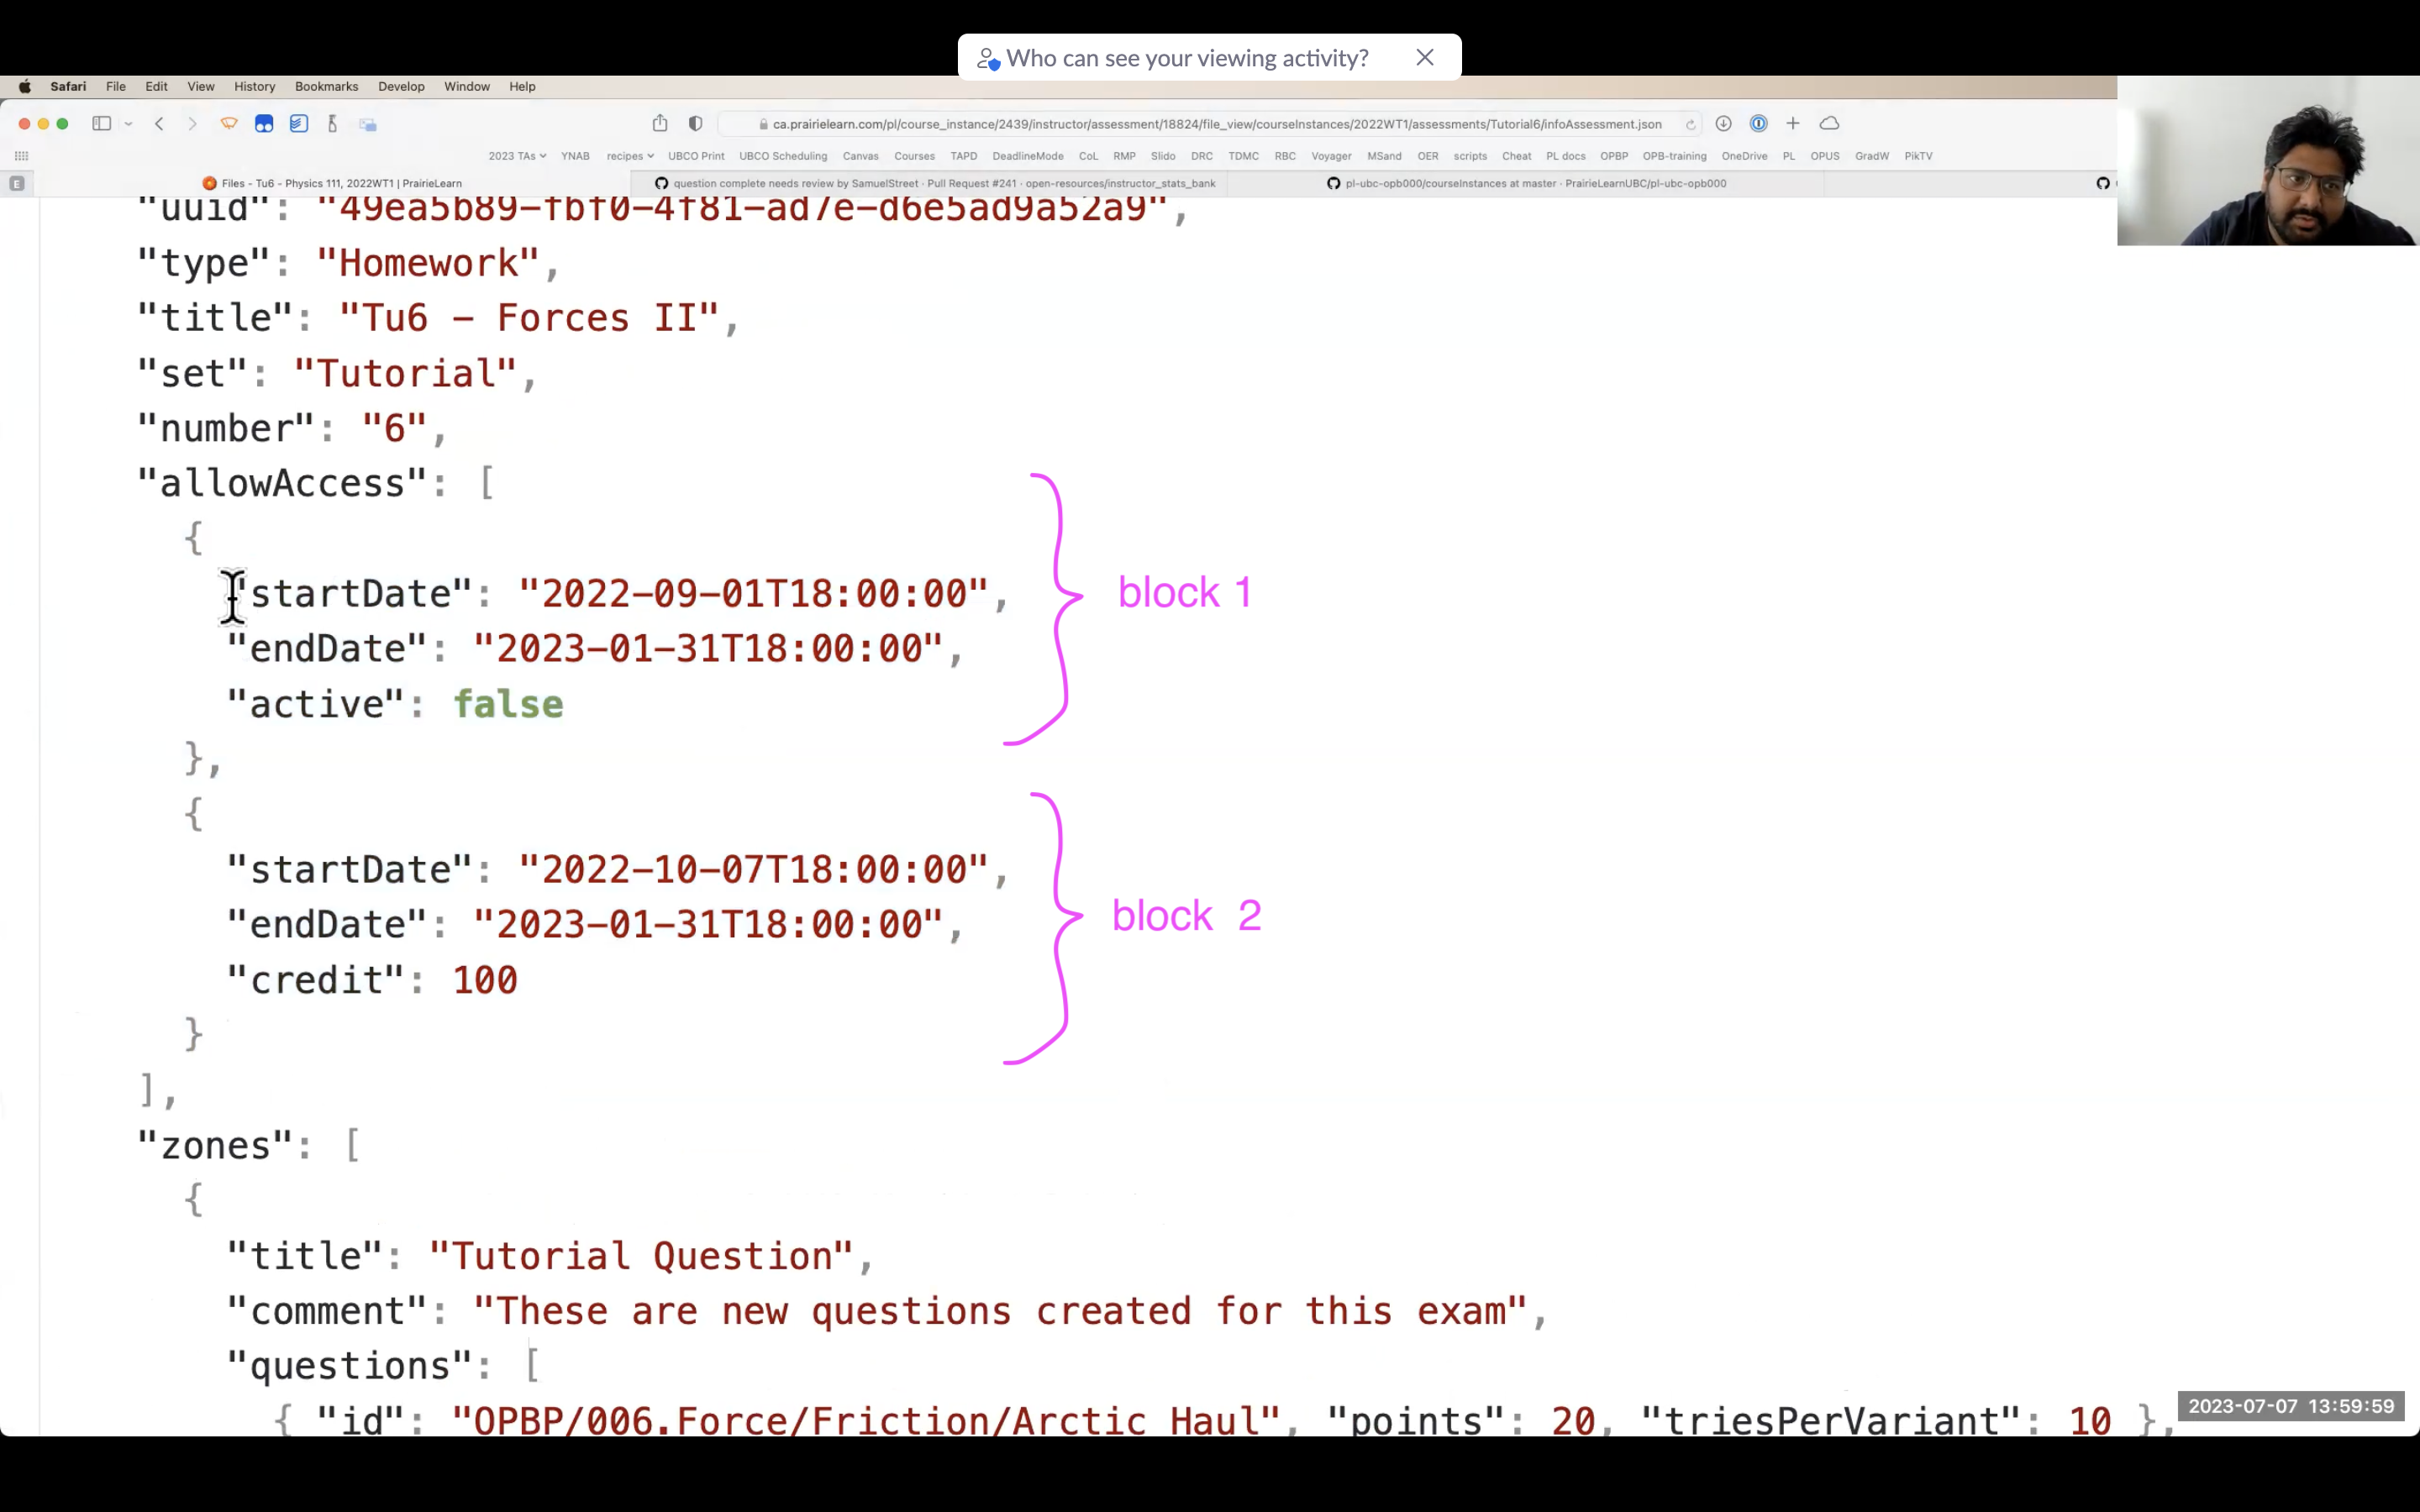 Who can see your viewing activity?
Safari File Edit View History Bookmarks Develop Window Help
ca.prairielearn.com/pl/course_instance/2439/instructor/assessment/18824/file_view/courseInstances/2022WT1/assessments/Tutorial6/infoAssessment.json
2023 TAs YNAB recipes UBCO Print UBCO Scheduling Canvas Courses TAPD DeadlineMode CoL RMP Slido DRC TDMC RBC Voyager MSand OER scripts Cheat PL docs OPBP OPB-training OneDrive PL OPUS GradW PikTV
E Files - Tu6 - Physics 111, 2022WT1 | PrairieLearn question complete needs review by SamuelStreet · Pull Request #241 · open-resources/instructor_stats_bank pl-ubc-opb000/courseInstances at master · PrairieLearnUBC/pl-ubc-opb000
"uuid": "49ea5b89-fbf0-4f81-ad7e-d6e5ad9a52a9",
"type": "Homework",
"title": "Tu6 - Forces II",
"set": "Tutorial",
"number": "6",
"allowAccess": [
{
"startDate": "2022-09-01T18:00:00",
block 1
"endDate": "2023-01-31T18:00:00",
"active": false
},
{
"startDate": "2022-10-07T18:00:00",
"endDate": "2023-01-31T18:00:00",
block 2
"credit": 100
}
],
"zones": [
{
"title": "Tutorial Question",
"comment": "These are new questions created for this exam",
"questions": [
{ "id": "OPBP/006.Force/Friction/Arctic Haul", "points": 20, "triesPerVariant": 10 },
2023-07-07 13:59:59